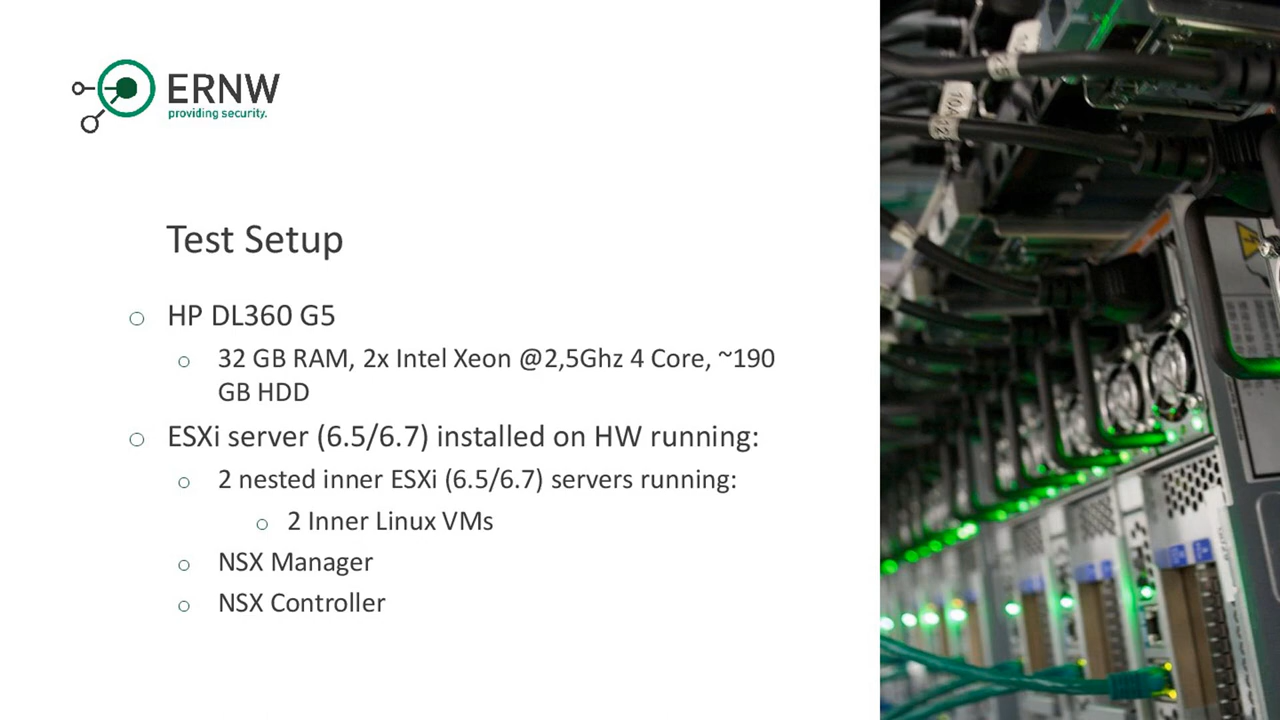 ERNW
providing security.
Test Setup
HP DL360 G5
32 GB RAM, 2x Intel Xeon @2,5Ghz 4 Core, ~190
GB HDD
ESXi server (6.5/6.7) installed on HW running:
2 nested inner ESXi (6.5/6.7) servers running:
2 Inner Linux VMs
NSX Manager
NSX Controller